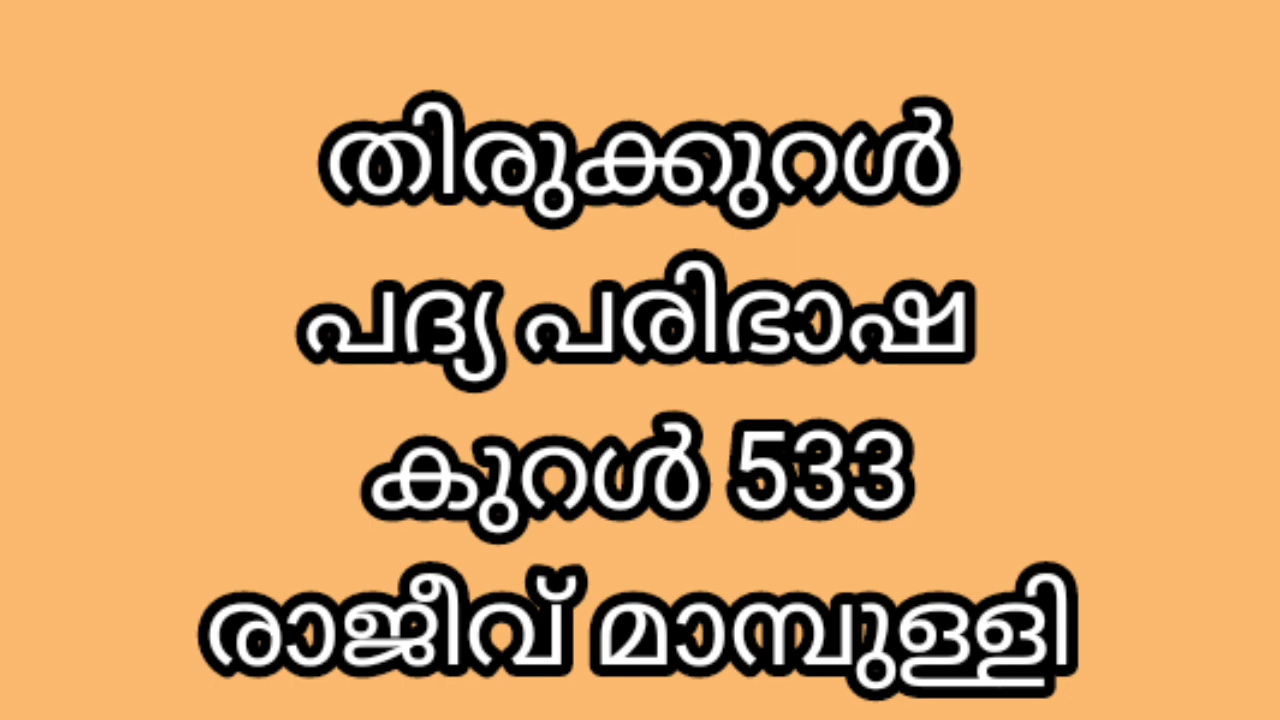 തിരുക്കുറൾ
പദ്യ പരിഭാഷ
കുറൾ 533
രാജീവ് മാമ്പുള്ളി